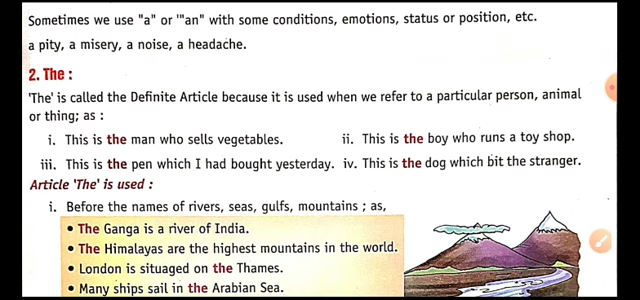 Sometimes we use "a" or '"an" with some conditions, emotions, status or position, etc.
a pity, a misery, a noise, a headache.
2. The :
'The' is called the Definite Article because it is used when we refer to a particular person, animal
or thing; as :
i. This is the man who sells vegetables. ii. This is the boy who runs a toy shop.
iii. This is the pen which I had bought yesterday. iv. This is the dog which bit the stranger.
Article 'The' is used :
i. Before the names of rivers, seas, gulfs, mountains ; as,
• The Ganga is a river of India.
• The Himalayas are the highest mountains in the world.
• London is situaged on the Thames.
• Many ships sail in the Arabian Sea.